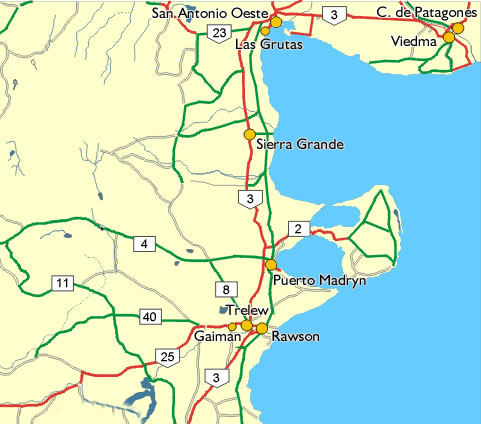 San Antonio Oeste
3
C. de Patagones
23
Las Grutas
Viedma
Sierra Grande
3
2
4
Puerto Madryn
11
8
40
Trelew
Gaiman
Rawson
25
3